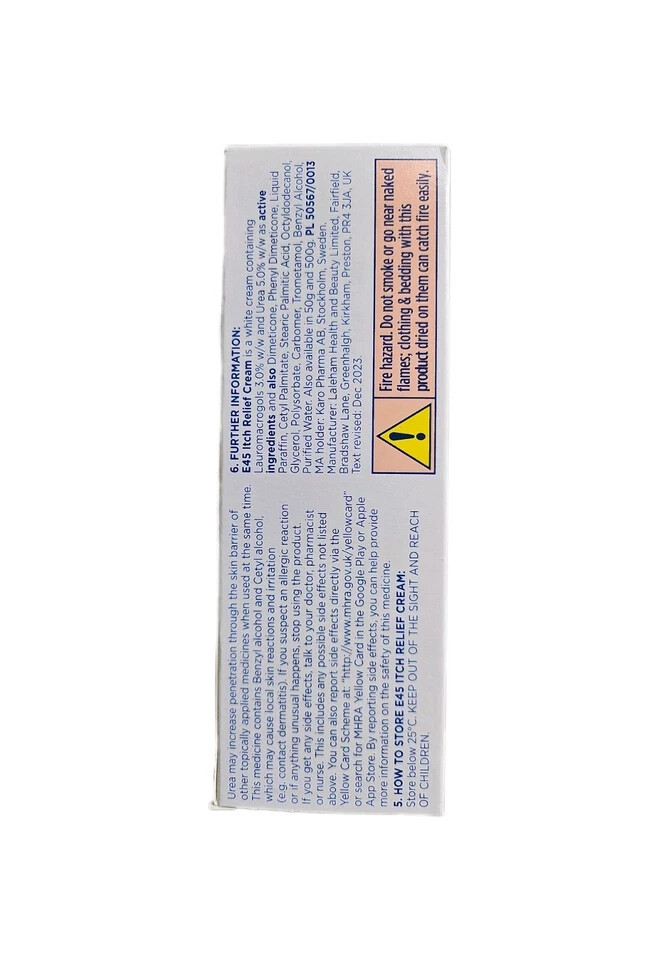 Urea may increase penetration through the skin barrier of
other topically applied medicines when used at the same time.
This medicine contains Benzyl alcohol and Cetyl alcohol,
which may cause local skin reactions and irritation
(e.g. contact dermatitis). If you suspect an allergic reaction
or if anything unusual happens, stop using the product.
If you get any side effects, talk to your doctor, pharmacist
or nurse. This includes any possible side effects not listed
above. You can also report side effects directly via the
Yellow Card Scheme at: "http://www.mhra.gov.uk/yellowcard"
or search for MHRA Yellow Card in the Google Play or Apple
App Store. By reporting side effects, you can help provide
more information on the safety of this medicine.
5. HOW TO STORE E45 ITCH RELIEF CREAM:
Store below 25°C. KEEP OUT OF THE SIGHT AND REACH
OF CHILDREN.
6. FURTHER INFORMATION:
E45 Itch Relief Cream is a white cream containing
Lauromacrogols 3.0% w/w and Urea 5.0% w/w as active
ingredients and also Dimeticone, Phenyl Dimeticone, Liquid
Paraffin, Cetyl Palmitate, Stearic Palmitic Acid, Octyldodecanol,
Glycerol, Polysorbate, Carbomer, Trometamol, Benzyl Alcohol,
Purified Water. Also available in 50g and 500g. PL 50567/0013
MA holder: Karo Pharma AB, Stockholm, Sweden.
Manufacturer: Laleham Health and Beauty Limited, Fairfield,
Bradshaw Lane, Greenhalgh, Kirkham, Preston, PR4 3JA, UK
Text revised: Dec 2023.
Fire hazard. Do not smoke or go near naked
flames; clothing & bedding with this
product dried on them can catch fire easily.